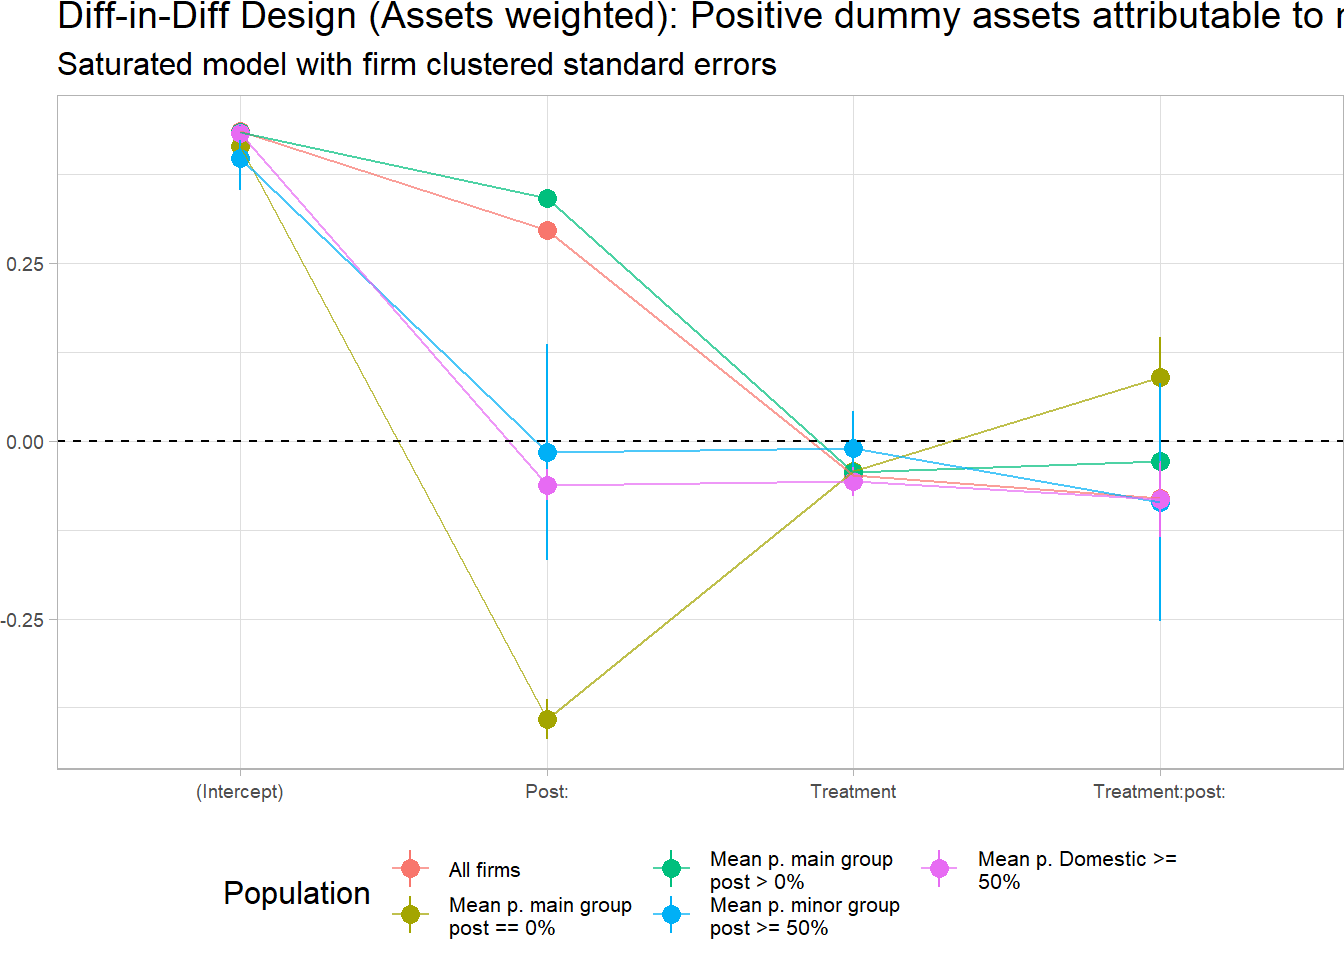 Diff-in-Diff Design (Assets weighted): Positive dummy assets attributable to
Saturated model with firm clustered standard errors
0.25
0.00
-0.25
(Intercept)
Post:
Treatment
Treatment:post:
Population
All firms
Mean p. main group
post == 0%
Mean p. main group
post > 0%
Mean p. minor group
post >= 50%
Mean p. Domestic >=
50%